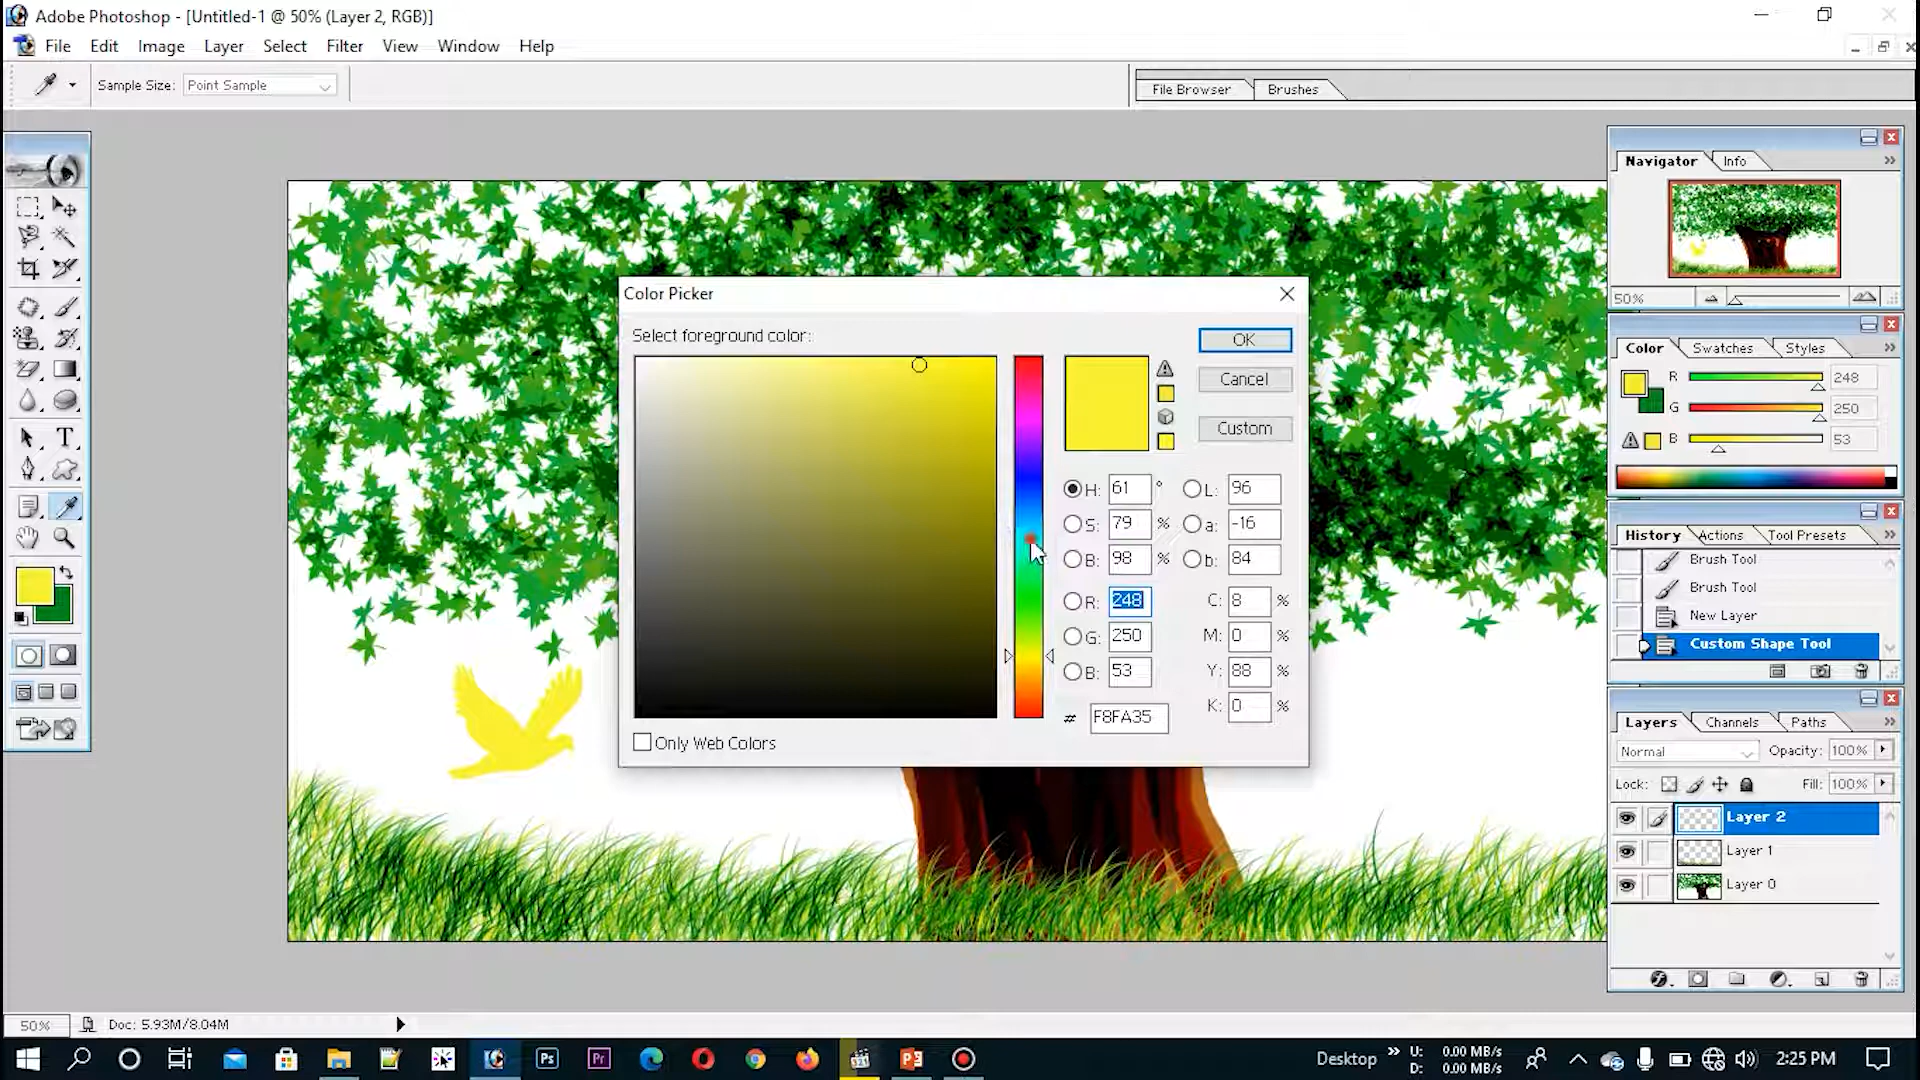 Adobe Photoshop - [Untitled-1 @ 50% (Layer 2, RGB)]
File Edit Image Layer Select Filter View Window Help
Sample Size: Point Sample
File Browser Brushes
Navigator Info
50%
Color Picker
Select foreground color:
OK
Cancel
Custom
H: 61 °
S: 79 %
B: 98 %
L: 96
a: -16
b: 84
R: 248
G: 250
B: 53
# F8FA35
C: 8 %
M: 0 %
Y: 88 %
K: 0 %
Only Web Colors
Color Swatches Styles
R 248
G 250
B 53
History Actions Tool Presets
Brush Tool
Brush Tool
New Layer
Custom Shape Tool
Layers Channels Paths
Normal Opacity: 100%
Lock: Fill: 100%
Layer 2
Layer 1
Layer 0
T
50% Doc: 5.93M/8.04M
Ps Pr 321 P
Desktop
U: 0.00 MB/s
D: 0.00 MB/s
2:25 PM